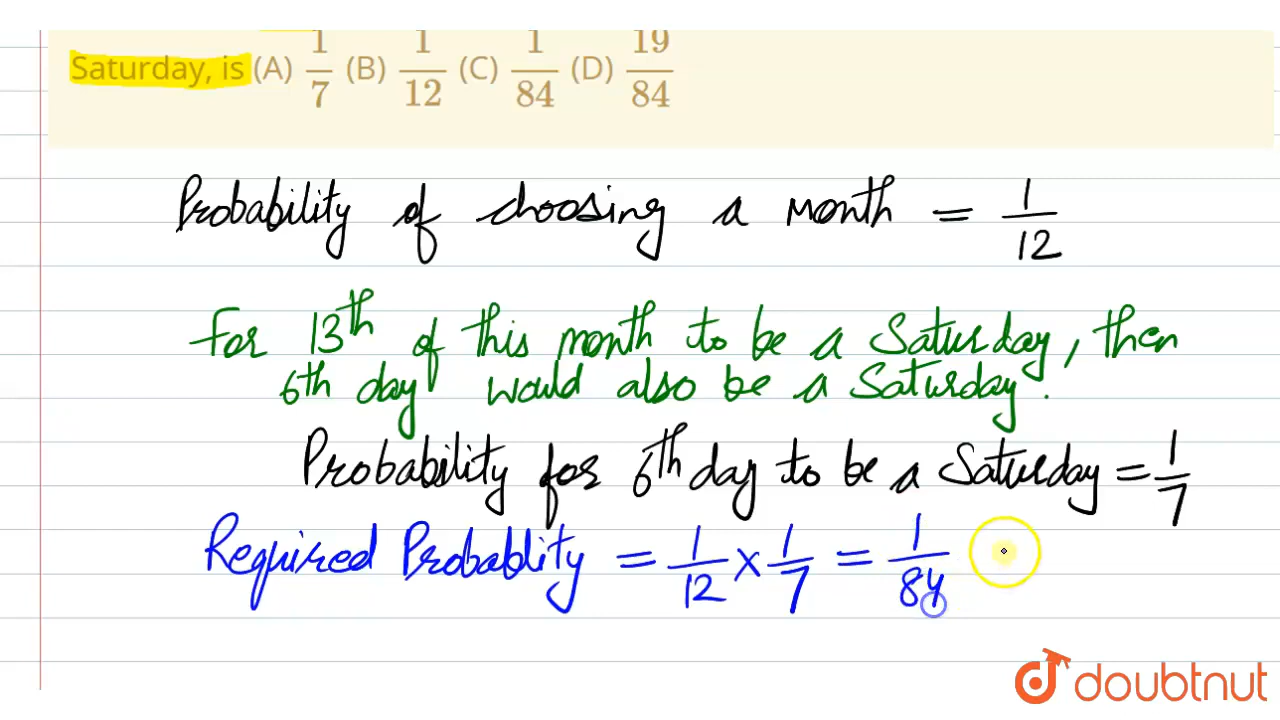 Saturday, is (A) 1/7 (B) 1/12 (C) 1/84 (D) 19/84
Probability of choosing a month = 1/12
For 13th of this month to be a Saturday, then
6th day would also be a Saturday.
Probability for 6th day to be a Saturday = 1/7
Required Probablity = 1/12 × 1/7 = 1/84
doubtnut